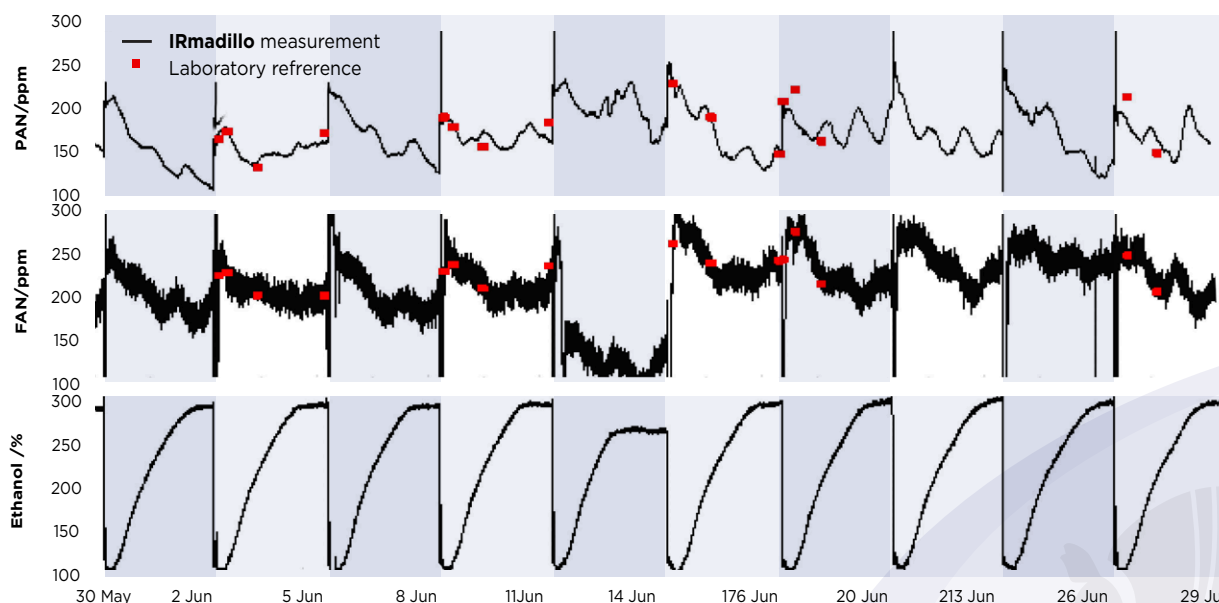 300
250
200
150
100
PAN/ppm
IRmadillo measurement
Laboratory refrerence
300
250
200
150
100
FAN/ppm
300
250
200
150
100
Ethanol /%
30 May 2 Jun 5 Jun 8 Jun 11Jun 14 Jun 176 Jun 20 Jun 213 Jun 26 Jun 29 Ju